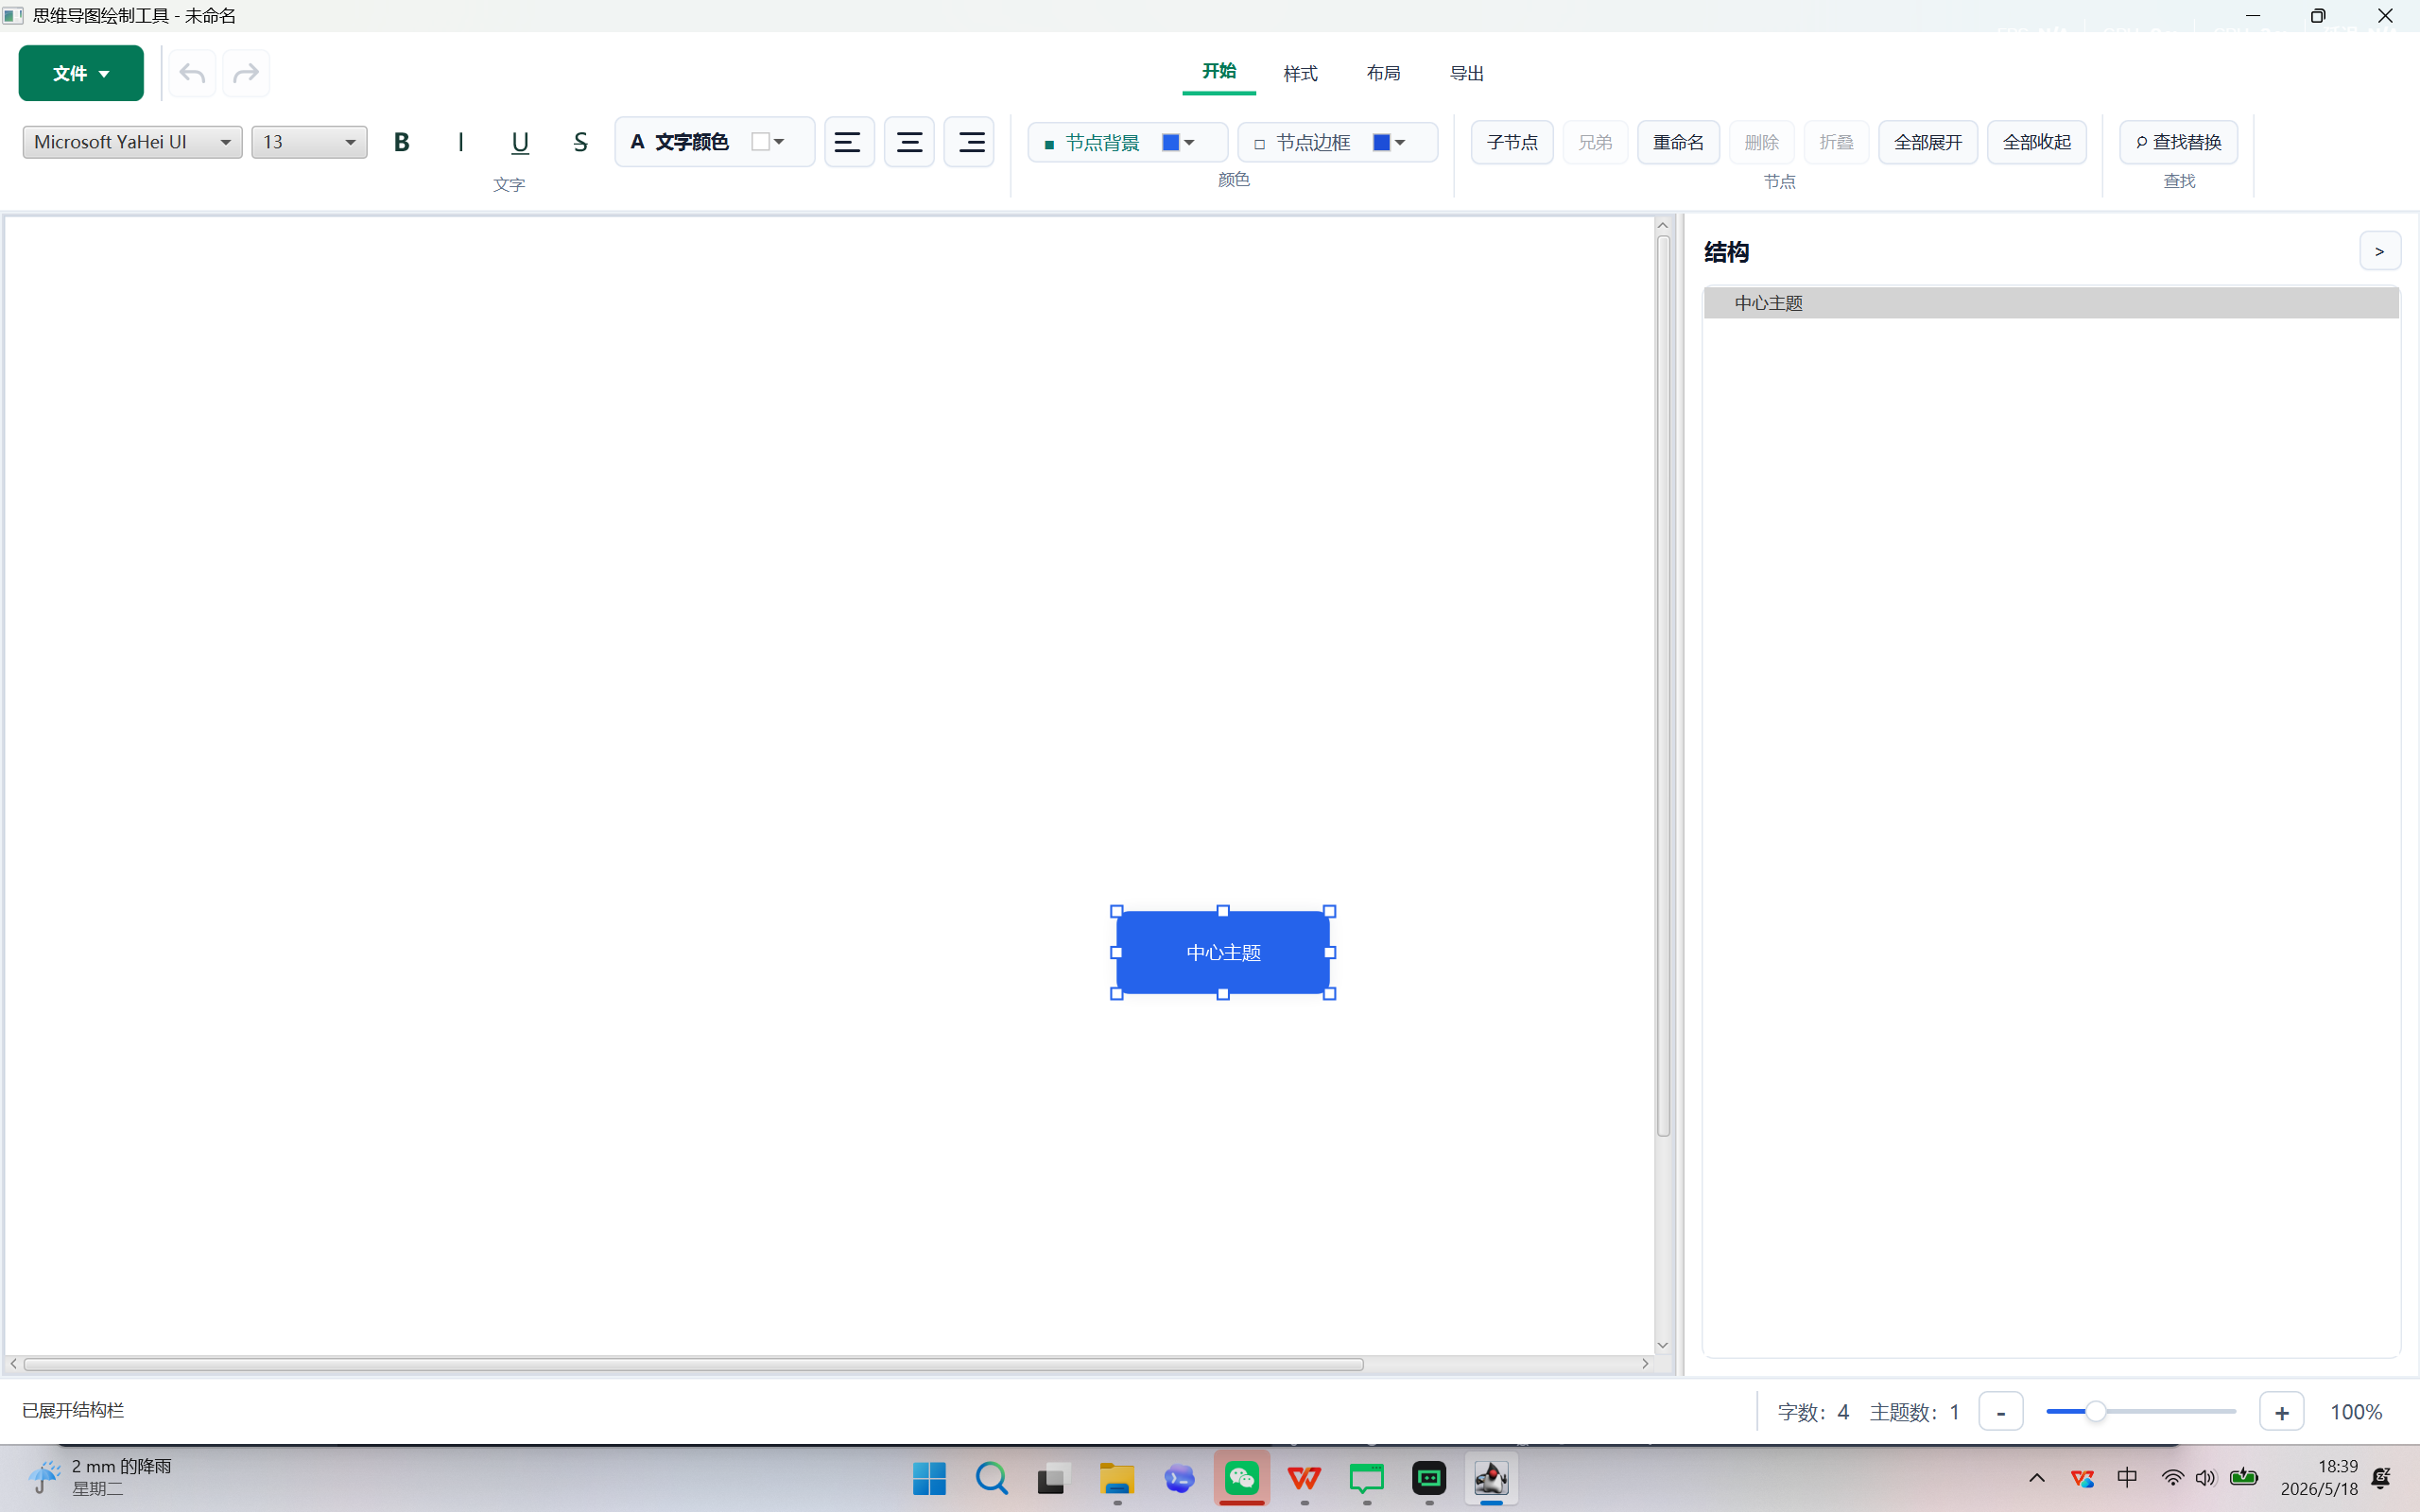 思维导图绘制工具 - 未命名
文件
开始 样式 布局 导出
Microsoft YaHei UI 13 B I U S A 文字颜色 节点背景 节点边框 子节点 兄弟 重命名 删除 折叠 全部展开 全部收起 查找替换
文字 颜色 节点 查找
结构 >
中心主题
中心主题
已展开结构栏 字数: 4 主题数: 1 - + 100%
2 mm 的降雨
星期二
中
18:39
2026/5/18